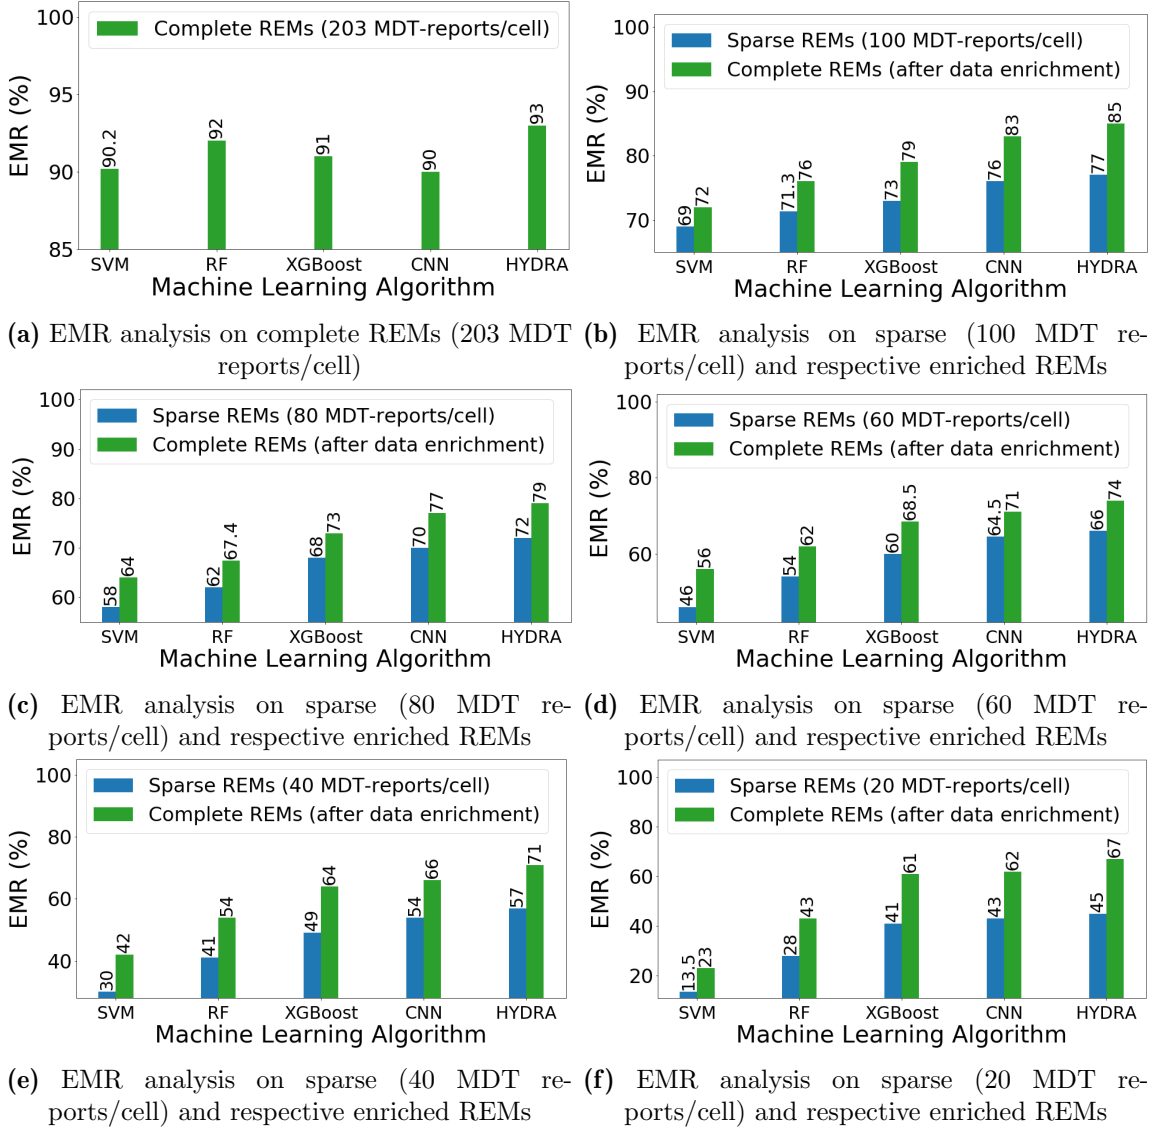 Complete REMs (203 MDT-reports/cell)
EMR (%)
100
95
90
85
90.2
92
91
90
93
SVM RF XGBoost CNN HYDRA
Machine Learning Algorithm
(a) EMR analysis on complete REMs (203 MDT
reports/cell)
Sparse REMs (100 MDT-reports/cell)
Complete REMs (after data enrichment)
EMR (%)
100
90
80
70
69 72 71.3 76 73 79 76 83 77 85
SVM RF XGBoost CNN HYDRA
Machine Learning Algorithm
(b) EMR analysis on sparse (100 MDT re-
ports/cell) and respective enriched REMs
Sparse REMs (80 MDT-reports/cell)
Complete REMs (after data enrichment)
EMR (%)
100
90
80
70
60
58 64 62 67.4 68 73 70 77 72 79
SVM RF XGBoost CNN HYDRA
Machine Learning Algorithm
(c) EMR analysis on sparse (80 MDT re-
ports/cell) and respective enriched REMs
Sparse REMs (60 MDT-reports/cell)
Complete REMs (after data enrichment)
EMR (%)
100
80
60
46 56 54 62 60 68.5 64.5 71 66 74
SVM RF XGBoost CNN HYDRA
Machine Learning Algorithm
(d) EMR analysis on sparse (60 MDT re-
ports/cell) and respective enriched REMs
Sparse REMs (40 MDT-reports/cell)
Complete REMs (after data enrichment)
EMR (%)
100
80
60
40
30 42 41 54 49 64 54 66 57 71
SVM RF XGBoost CNN HYDRA
Machine Learning Algorithm
(e) EMR analysis on sparse (40 MDT re-
ports/cell) and respective enriched REMs
Sparse REMs (20 MDT-reports/cell)
Complete REMs (after data enrichment)
EMR (%)
100
80
60
40
20
13.5 23 28 43 41 61 43 62 45 67
SVM RF XGBoost CNN HYDRA
Machine Learning Algorithm
(f) EMR analysis on sparse (20 MDT re-
ports/cell) and respective enriched REMs